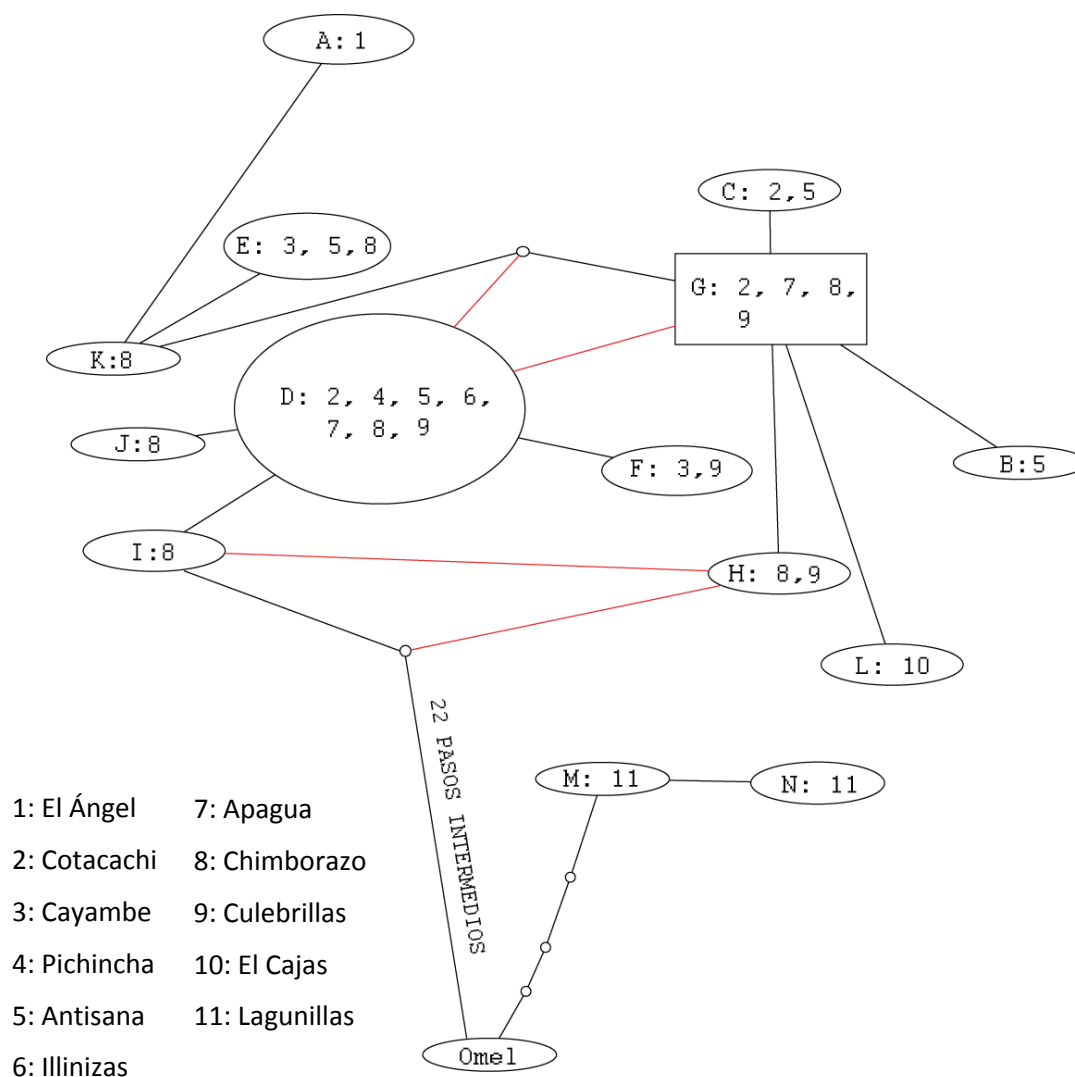 A: 1
C: 2,5
E: 3, 5,8
G: 2, 7, 8,
9
K:8
D: 2, 4, 5, 6,
7, 8, 9
J:8
F: 3,9
B:5
I:8
H: 8,9
L: 10
22 PASOS INTERMEDIOS
M: 11
N: 11
Omel
1: El Ángel
2: Cotacachi
3: Cayambe
4: Pichincha
5: Antisana
6: Illinizas
7: Apagua
8: Chimborazo
9: Culebrillas
10: El Cajas
11: Lagunillas